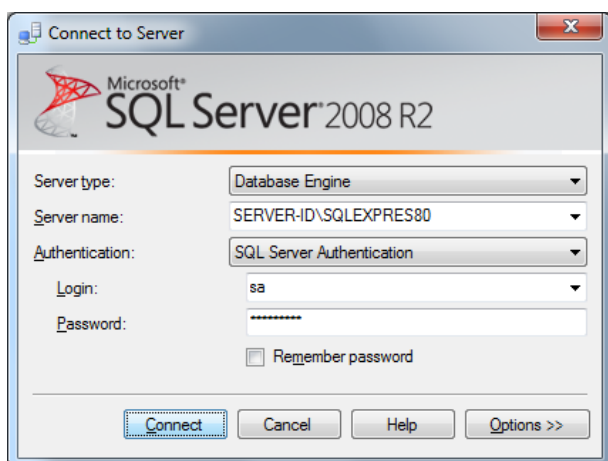 Connect to Server
Microsoft®
SQL Server® 2008 R2
Server type: Database Engine
Server name: SERVER-ID\SQLEXPRES80
Authentication: SQL Server Authentication
Login: sa
Password: *********
Remember password
Connect Cancel Help Options >>